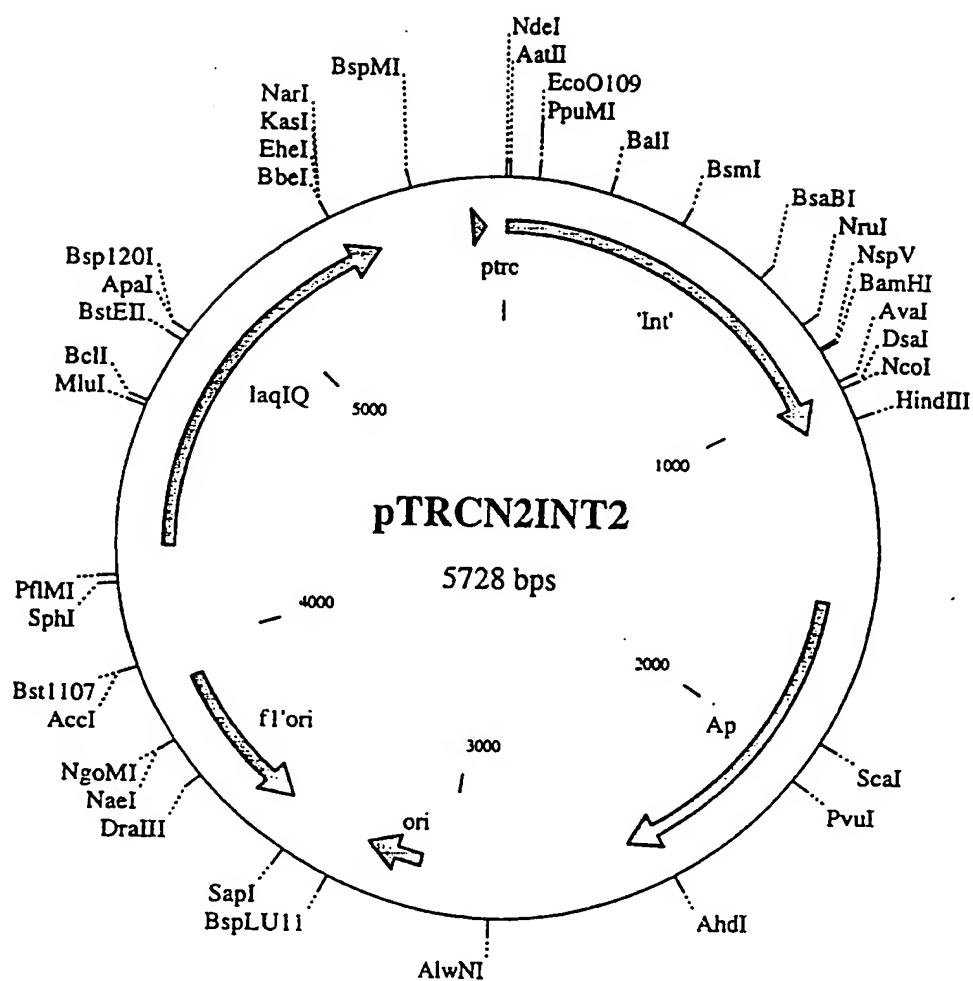 NdeI
AatII
BspMI
EcoO109
PpuMI
NarI
KasI
EheI
BbeI
BalI
BsmI
BsaBI
NruI
NspV
BamHI
AvaI
DsaI
NcoI
HindIII
Bsp120I
ApaI
BstEII
BclI
MluI
ptrc
'Int'
laqIQ
5000
1000
pTRCN2INT2
5728 bps
PflMI
SphI
4000
2000
Bst1107
AccI
f1'ori
Ap
3000
NgoMI
NaeI
DraIII
ScaI
PvuI
ori
SapI
BspLU11
AhdI
AlwNI